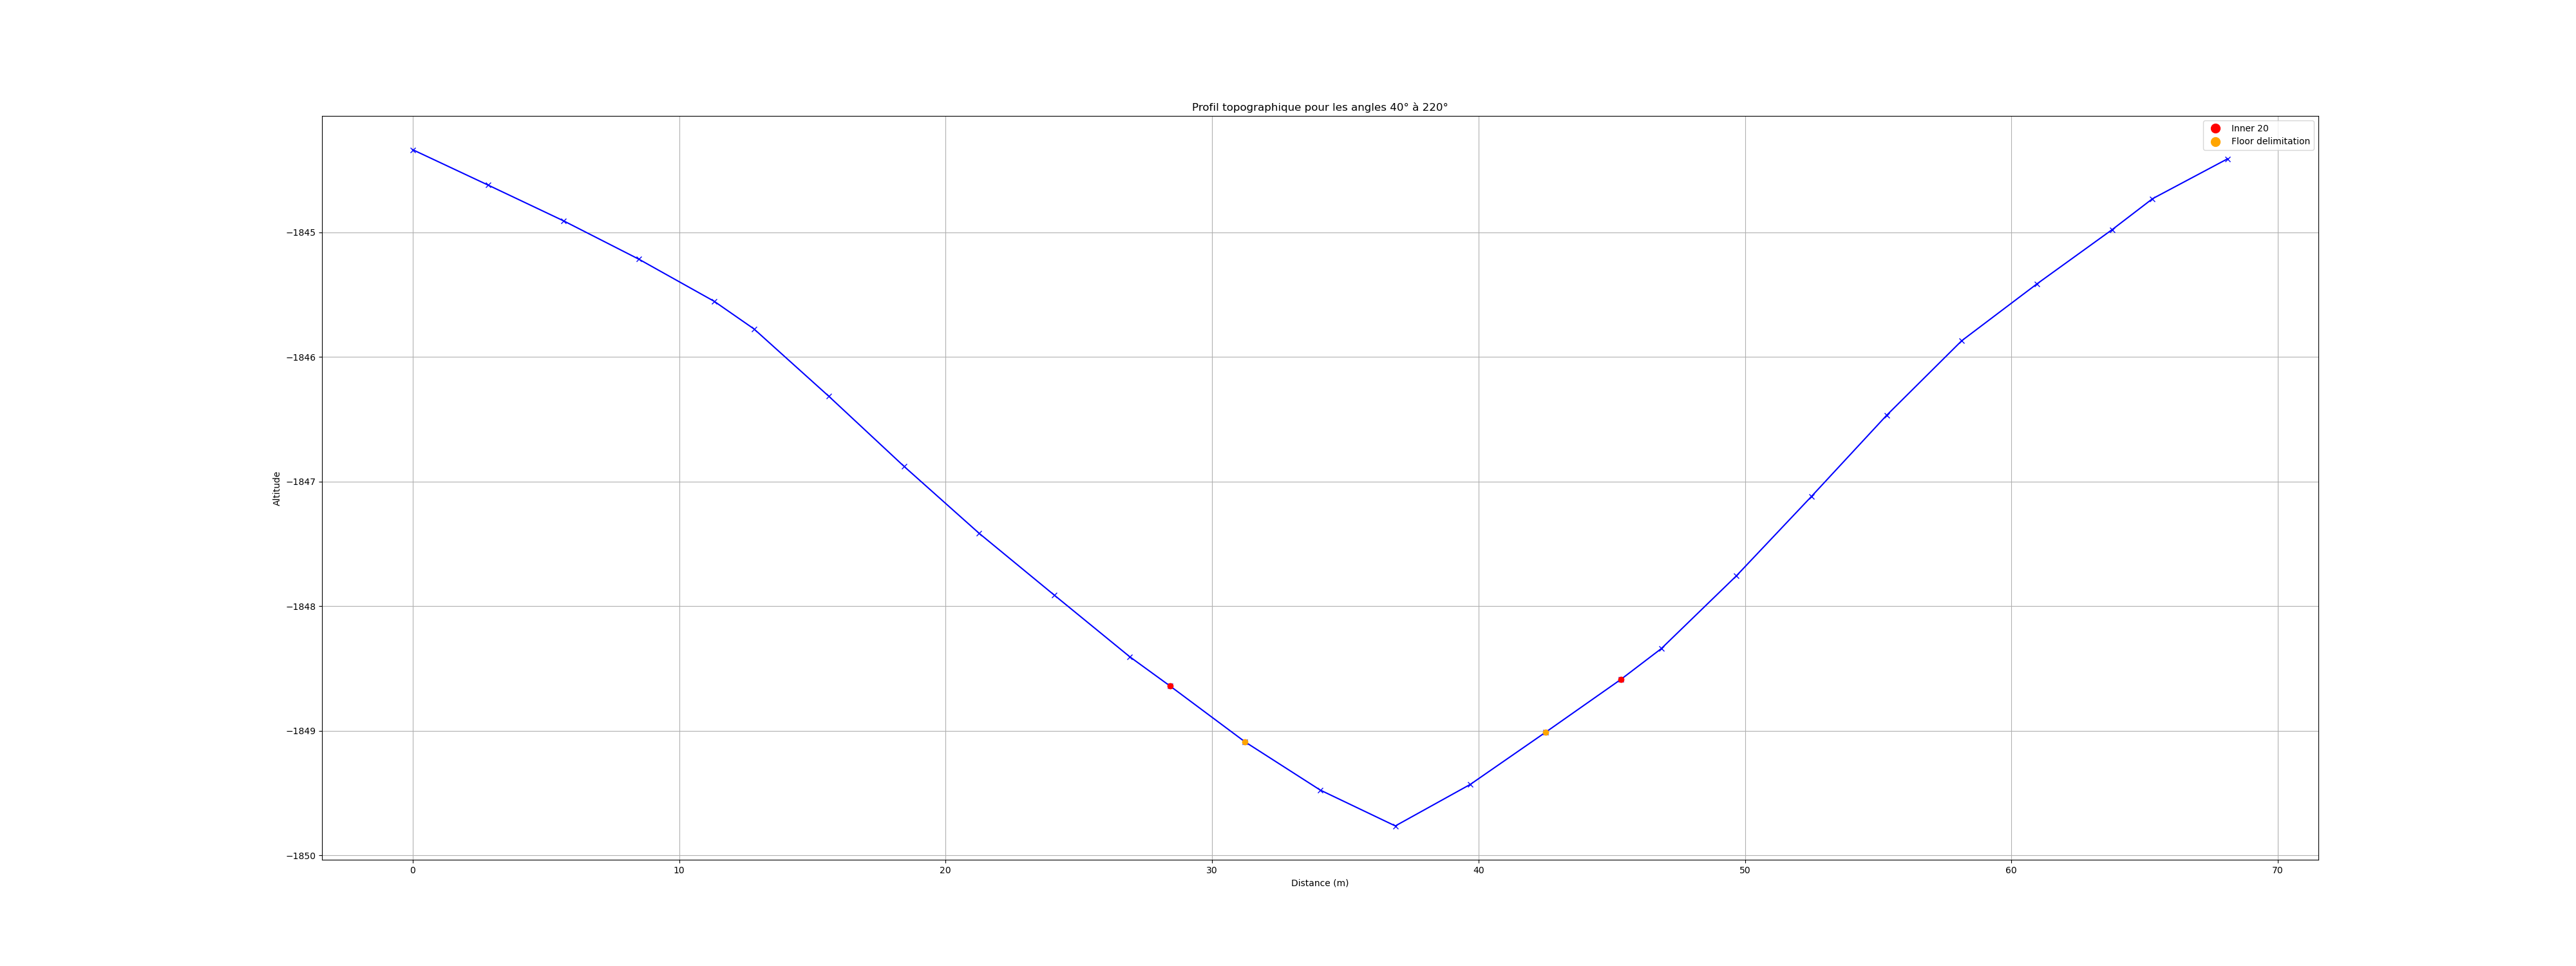 Profil topographique pour les angles 40° à 220°
Inner 20
Floor delimitation
−1845
−1846
−1847
−1848
−1849
−1850
Altitude
0 10 20 30 40 50 60 70
Distance (m)